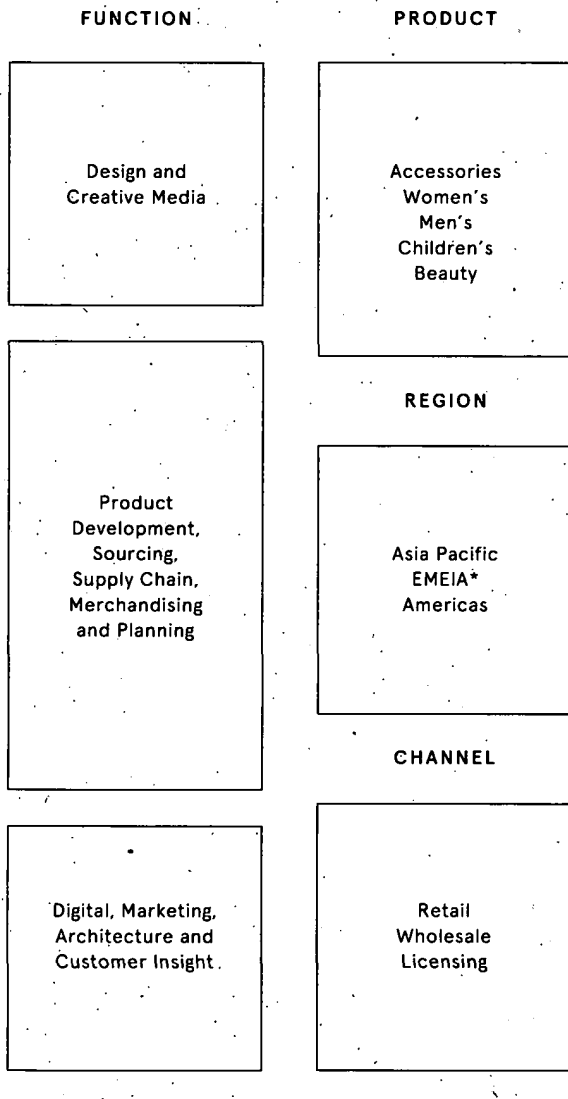 FUNCTION
Design and
Creative Media
Product
Development,
Sourcing,
Supply Chain,
Merchandising
and Planning
Digital, Marketing,
Architecture and
Customer Insight
PRODUCT
Accessories
Women's
Men's
Children's
Beauty
REGION
Asia Pacific
EMEIA*
Americas
CHANNEL
Retail
Wholesale
Licensing